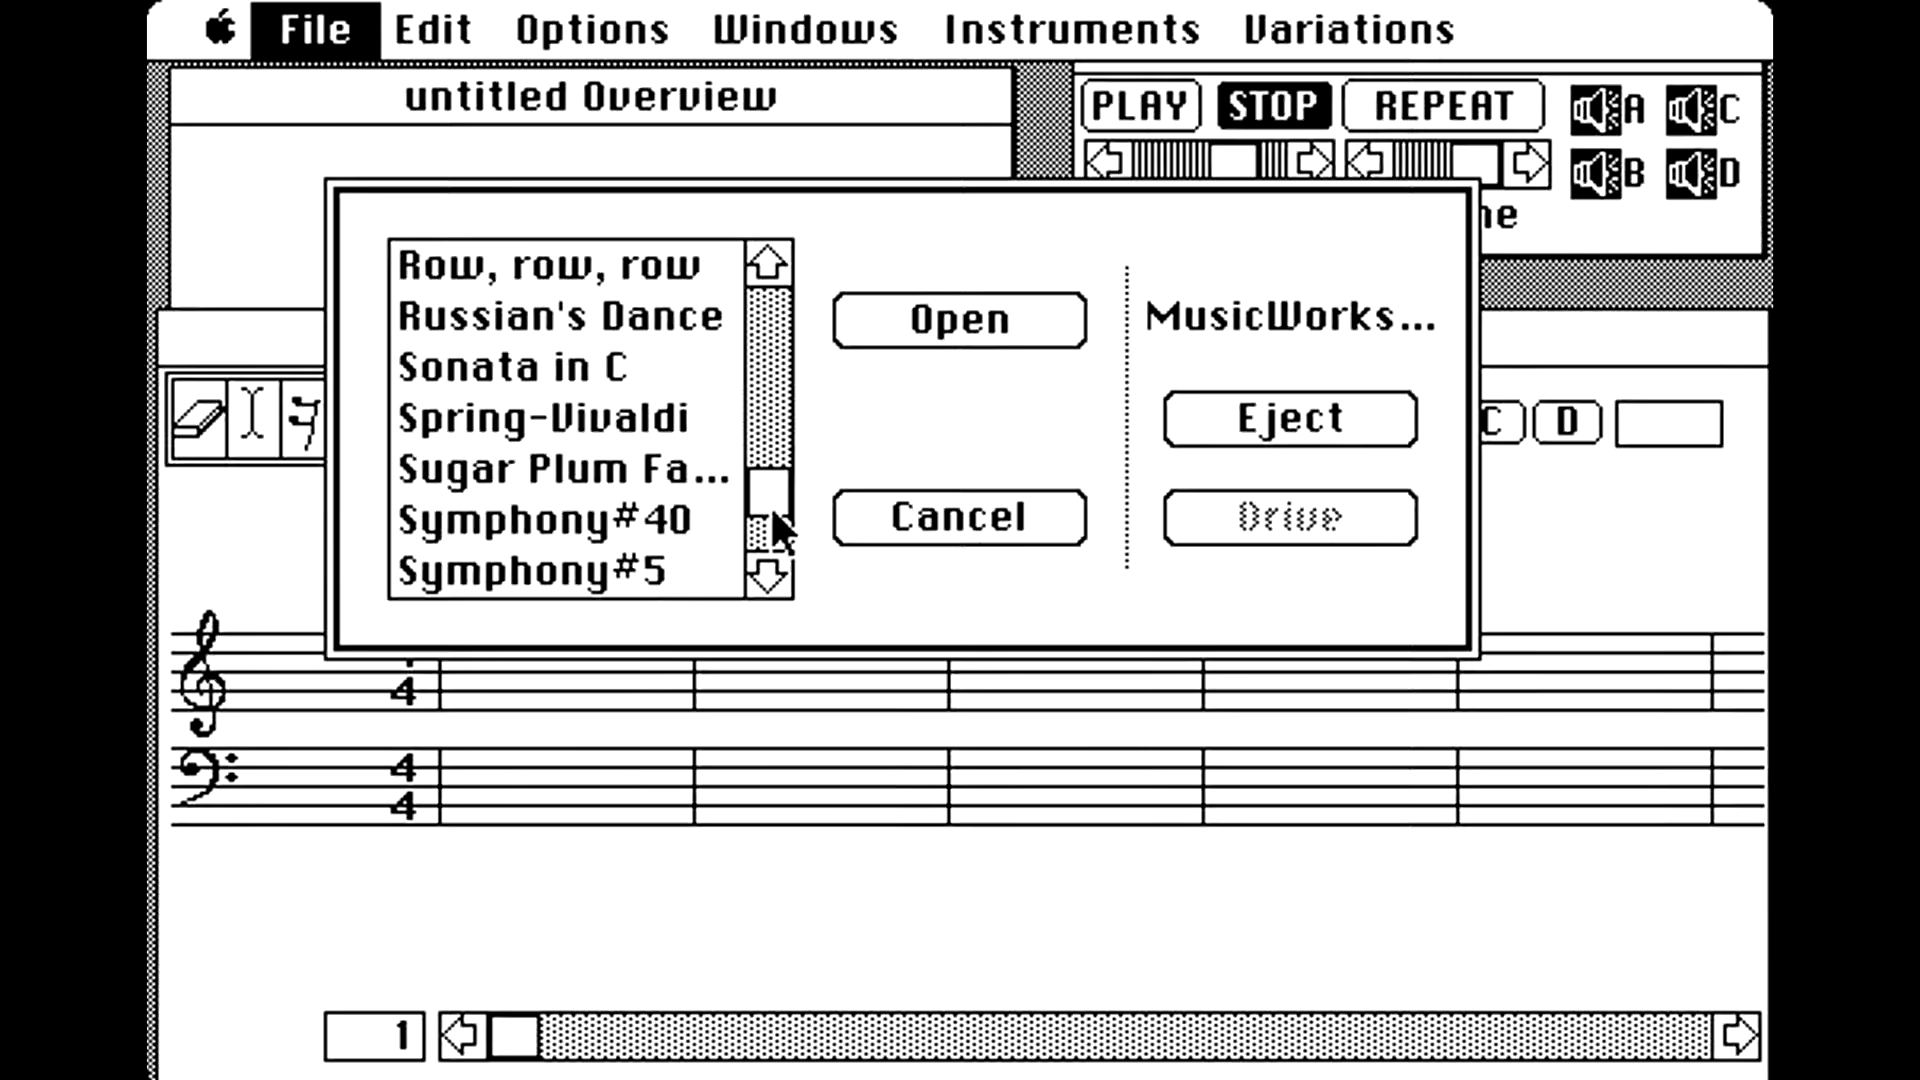 File Edit Options Windows Instruments Variations
untitled Overview
PLAY STOP REPEAT A C
B D
Row, row, row
Russian's Dance
Sonata in C
Spring-Vivaldi
Sugar Plum Fa...
Symphony#40
Symphony#5
Open
Cancel
MusicWorks...
Eject
Drive
C D
4
4
4
1